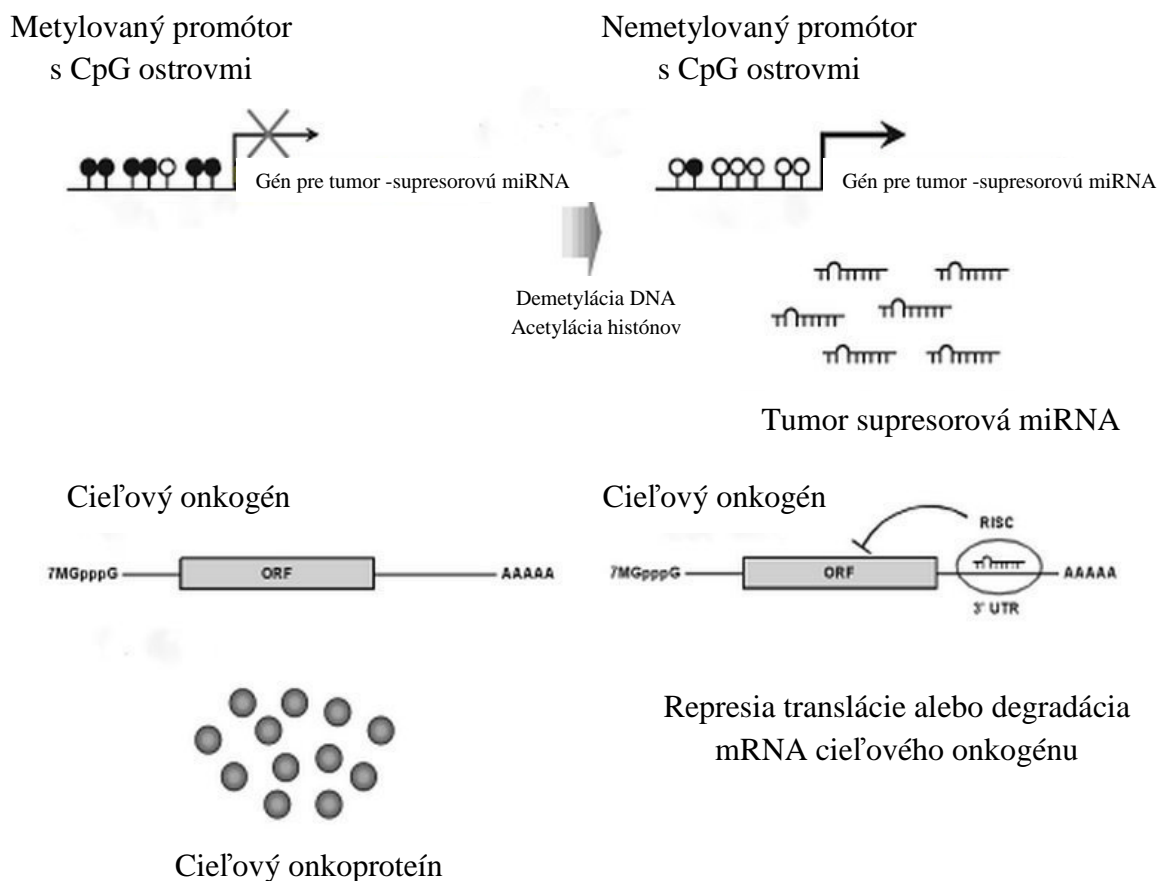 Metylovaný promótor
s CpG ostrovmi
Nemetylovaný promótor
s CpG ostrovmi
Gén pre tumor -supresorovú miRNA
Gén pre tumor -supresorovú miRNA
Demetylácia DNA
Acetylácia histónov
Tumor supresorová miRNA
Cieľový onkogén
Cieľový onkogén
RISC
7MGpppG
ORF
AAAAA
7MGpppG
ORF
AAAAA
3' UTR
Represia translácie alebo degradácia
mRNA cieľového onkogénu
Cieľový onkoproteín